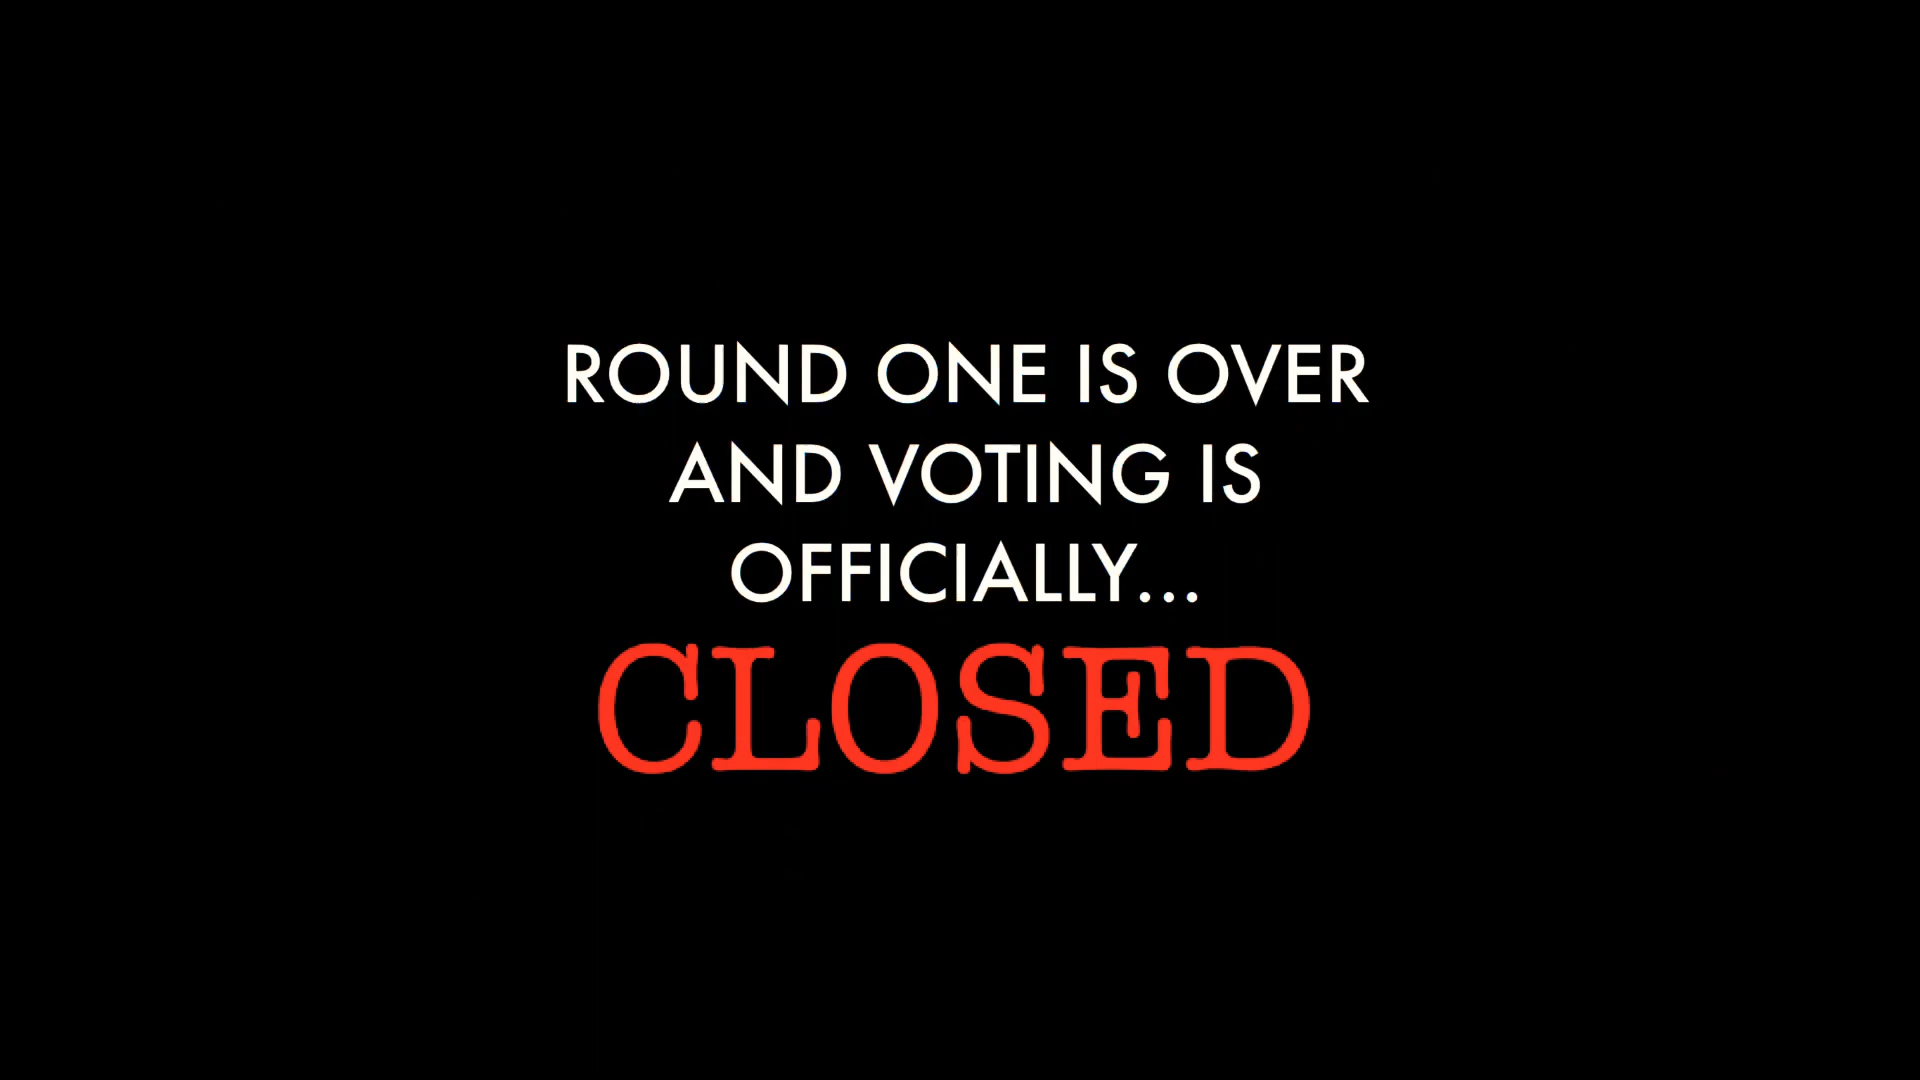 ROUND ONE IS OVER
AND VOTING IS
OFFICIALLY...
CLOSED